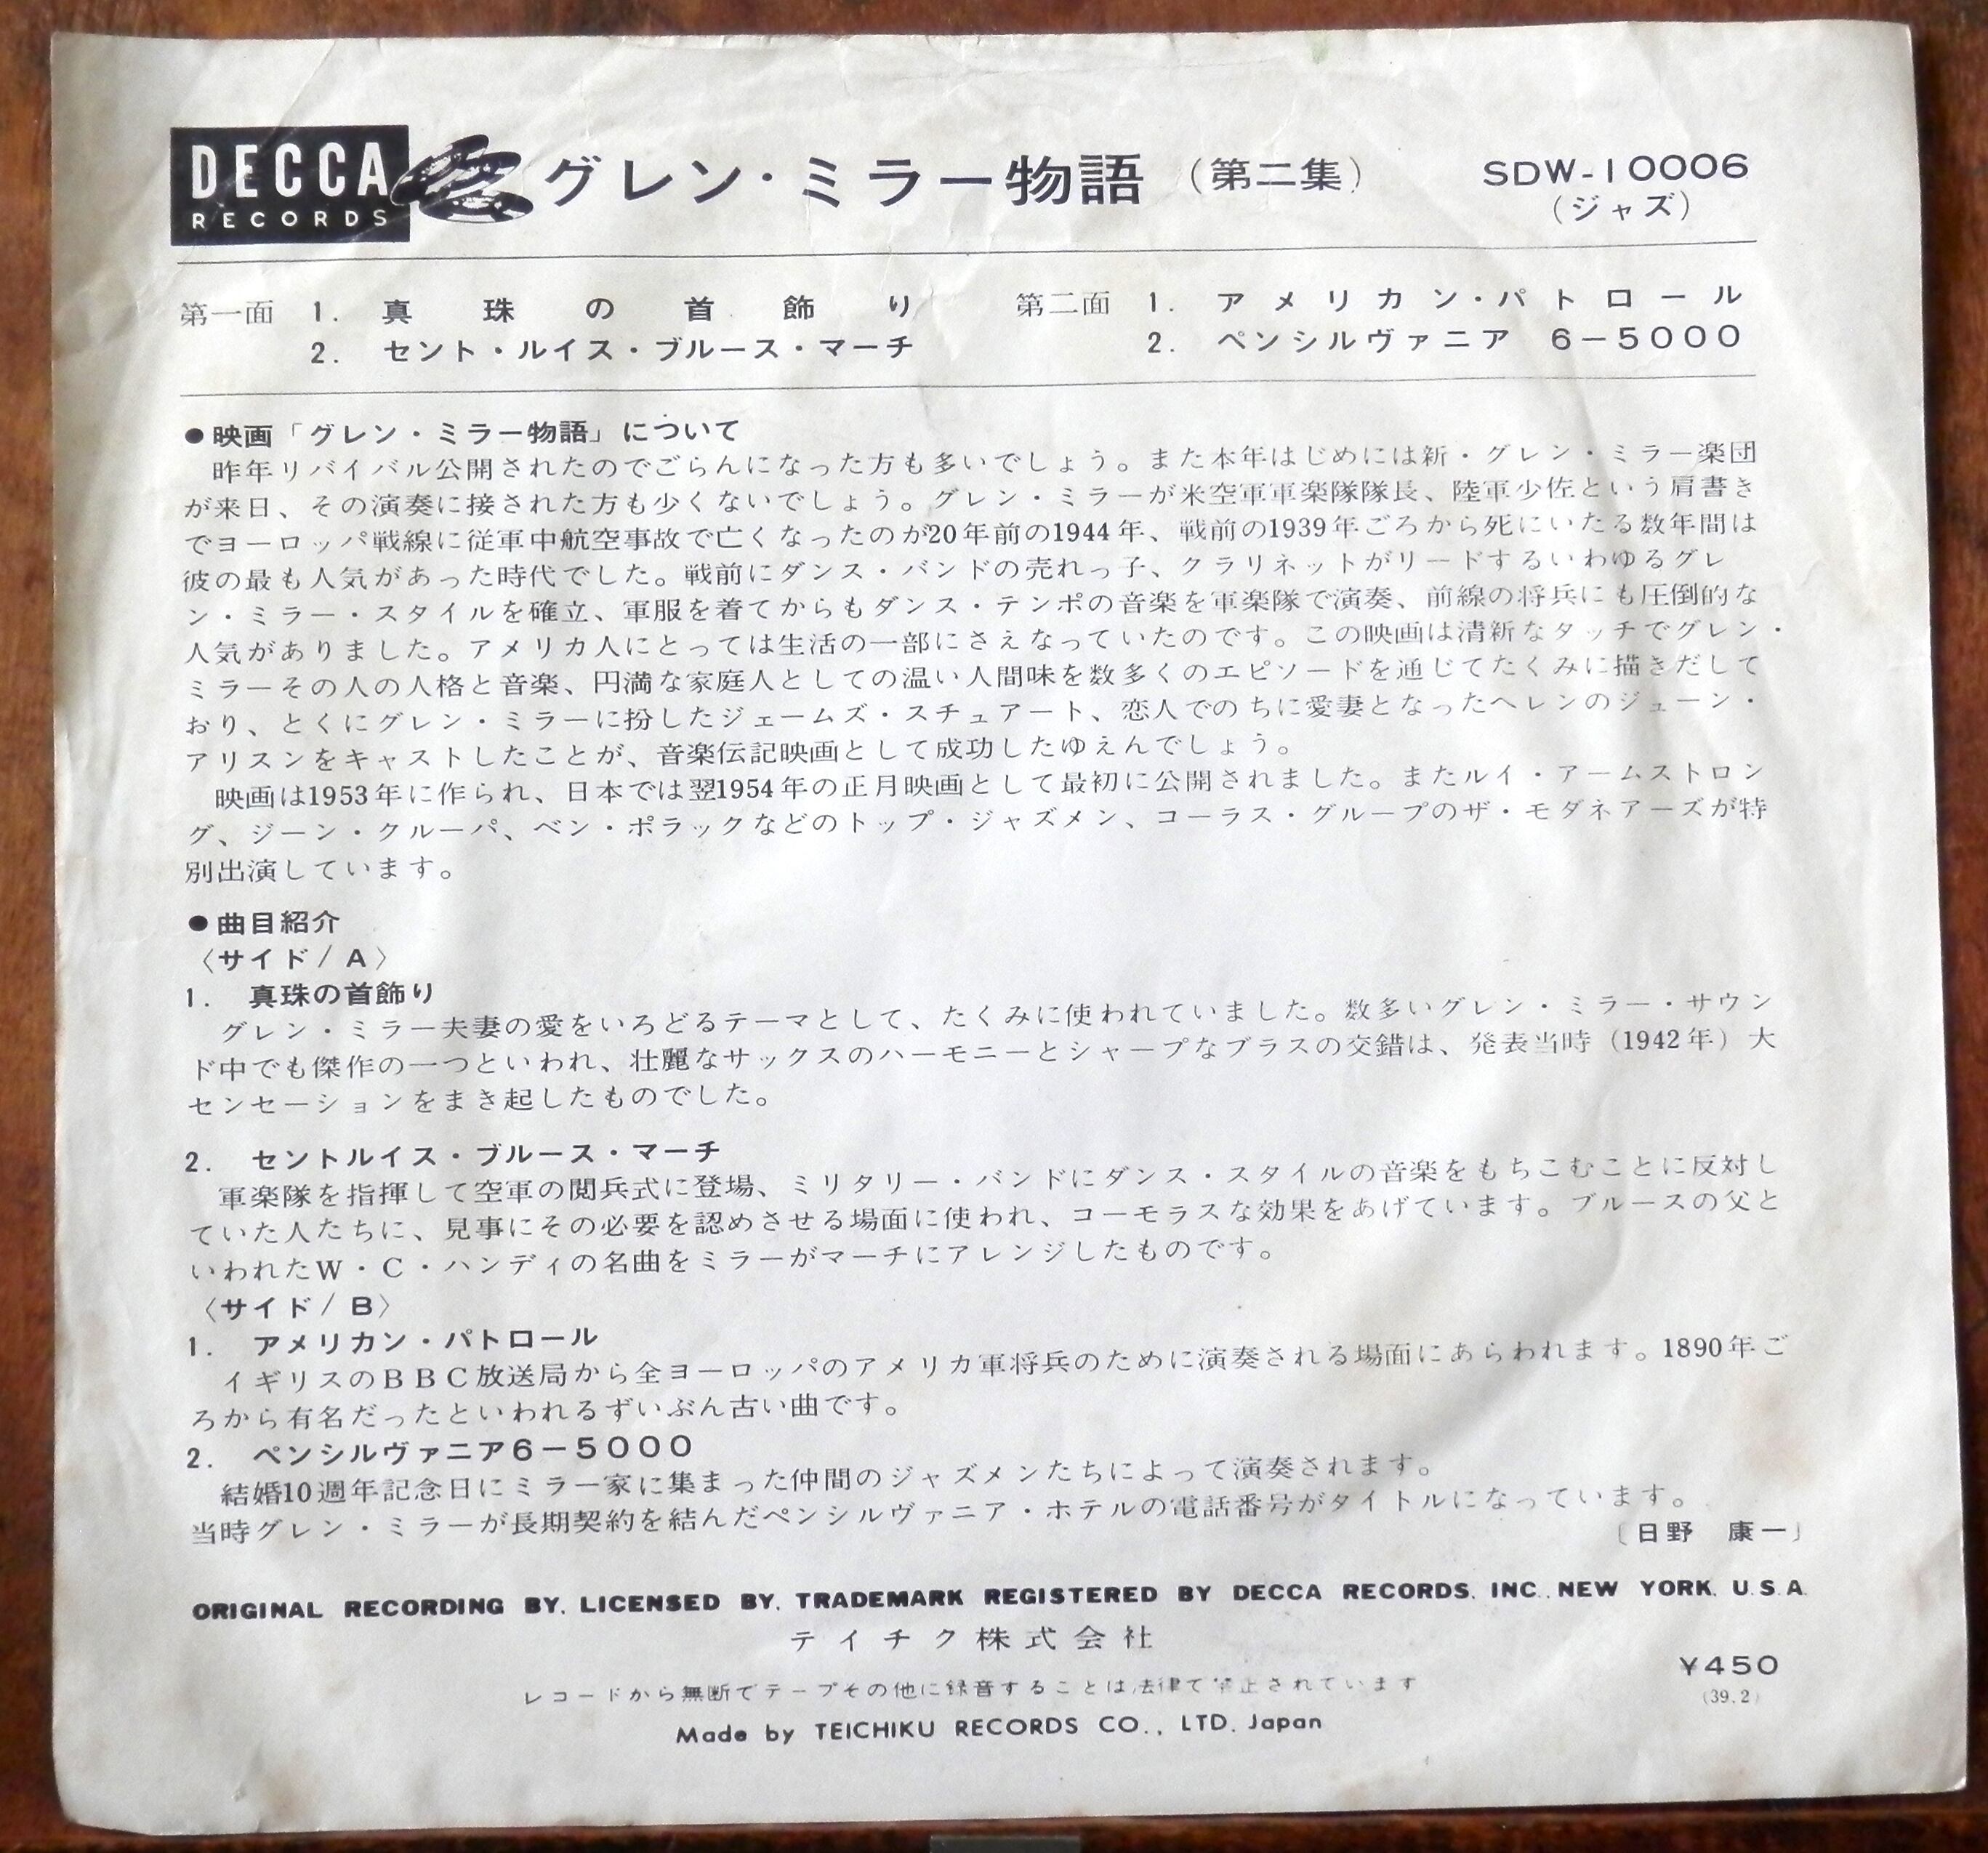 DECCA
RECORDS
グレン・ミラー物語（第二集）
SDW-10006
（ジャズ）
第一面 1. 真珠の首飾り
2. セント・ルイス・ブルース・マーチ
第二面 1. アメリカン・パトロール
2. ペンシルヴァニア 6-5000
●映画「グレン・ミラー物語」について
昨年リバイバル公開されたのでごらんになった方も多いでしょう。また本年はじめには新・グレン・ミラー楽団
が来日、その演奏に接された方も少くないでしょう。グレン・ミラーが米空軍軍楽隊隊長、陸軍少佐という肩書き
でヨーロッパ戦線に従軍中航空事故で亡くなったのが20年前の1944年、戦前の1939年ごろから死にいたる数年間は
彼の最も人気があった時代でした。戦前にダンス・バンドの売れっ子、クラリネットがリードするいわゆるグレ
ン・ミラー・スタイルを確立、軍服を着てからもダンス・テンポの音楽を軍楽隊で演奏、前線の将兵にも圧倒的な
人気がありました。アメリカ人にとっては生活の一部にさえなっていたのです。この映画は清新なタッチでグレン・
ミラーその人の人格と音楽、円満な家庭人としての温い人間味を数多くのエピソードを通じてたくみに描きだして
おり、とくにグレン・ミラーに扮したジェームズ・スチュアート、恋人でのちに愛妻となったヘレンのジューン・
アリスンをキャストしたことが、音楽伝記映画として成功したゆえんでしょう。
映画は1953年に作られ、日本では翌1954年の正月映画として最初に公開されました。またルイ・アームストロン
グ、ジーン・クルーパ、ベン・ポラックなどのトップ・ジャズメン、コーラス・グループのザ・モダネアーズが特
別出演しています。
●曲目紹介
〈サイド/A〉
1. 真珠の首飾り
グレン・ミラー夫妻の愛をいろどるテーマとして、たくみに使われていました。数多いグレン・ミラー・サウン
ド中でも傑作の一つといわれ、壮麗なサックスのハーモニーとシャープなブラスの交錯は、発表当時（1942年）大
センセーションをまき起したものでした。
2. セントルイス・ブルース・マーチ
軍楽隊を指揮して空軍の閲兵式に登場、ミリタリー・バンドにダンス・スタイルの音楽をもちこむことに反対し
ていた人たちに、見事にその必要を認めさせる場面に使われ、コーモラスな効果をあげています。ブルースの父と
いわれたW・C・ハンディの名曲をミラーがマーチにアレンジしたものです。
〈サイド/B〉
1. アメリカン・パトロール
イギリスのBBC放送局から全ヨーロッパのアメリカ軍将兵のために演奏される場面にあらわれます。1890年ご
ろから有名だったといわれるずいぶん古い曲です。
2. ペンシルヴァニア6-5000
結婚10週年記念日にミラー家に集まった仲間のジャズメンたちによって演奏されます。
当時グレン・ミラーが長期契約を結んだペンシルヴァニア・ホテルの電話番号がタイトルになっています。
〔日野 康一〕
ORIGINAL RECORDING BY, LICENSED BY, TRADEMARK REGISTERED BY DECCA RECORDS, INC., NEW YORK, U.S.A.
テイチク株式会社
レコードから無断でテープその他に録音することは法律で禁止されています
Made by TEICHIKU RECORDS CO., LTD. Japan
¥450
(39.2)